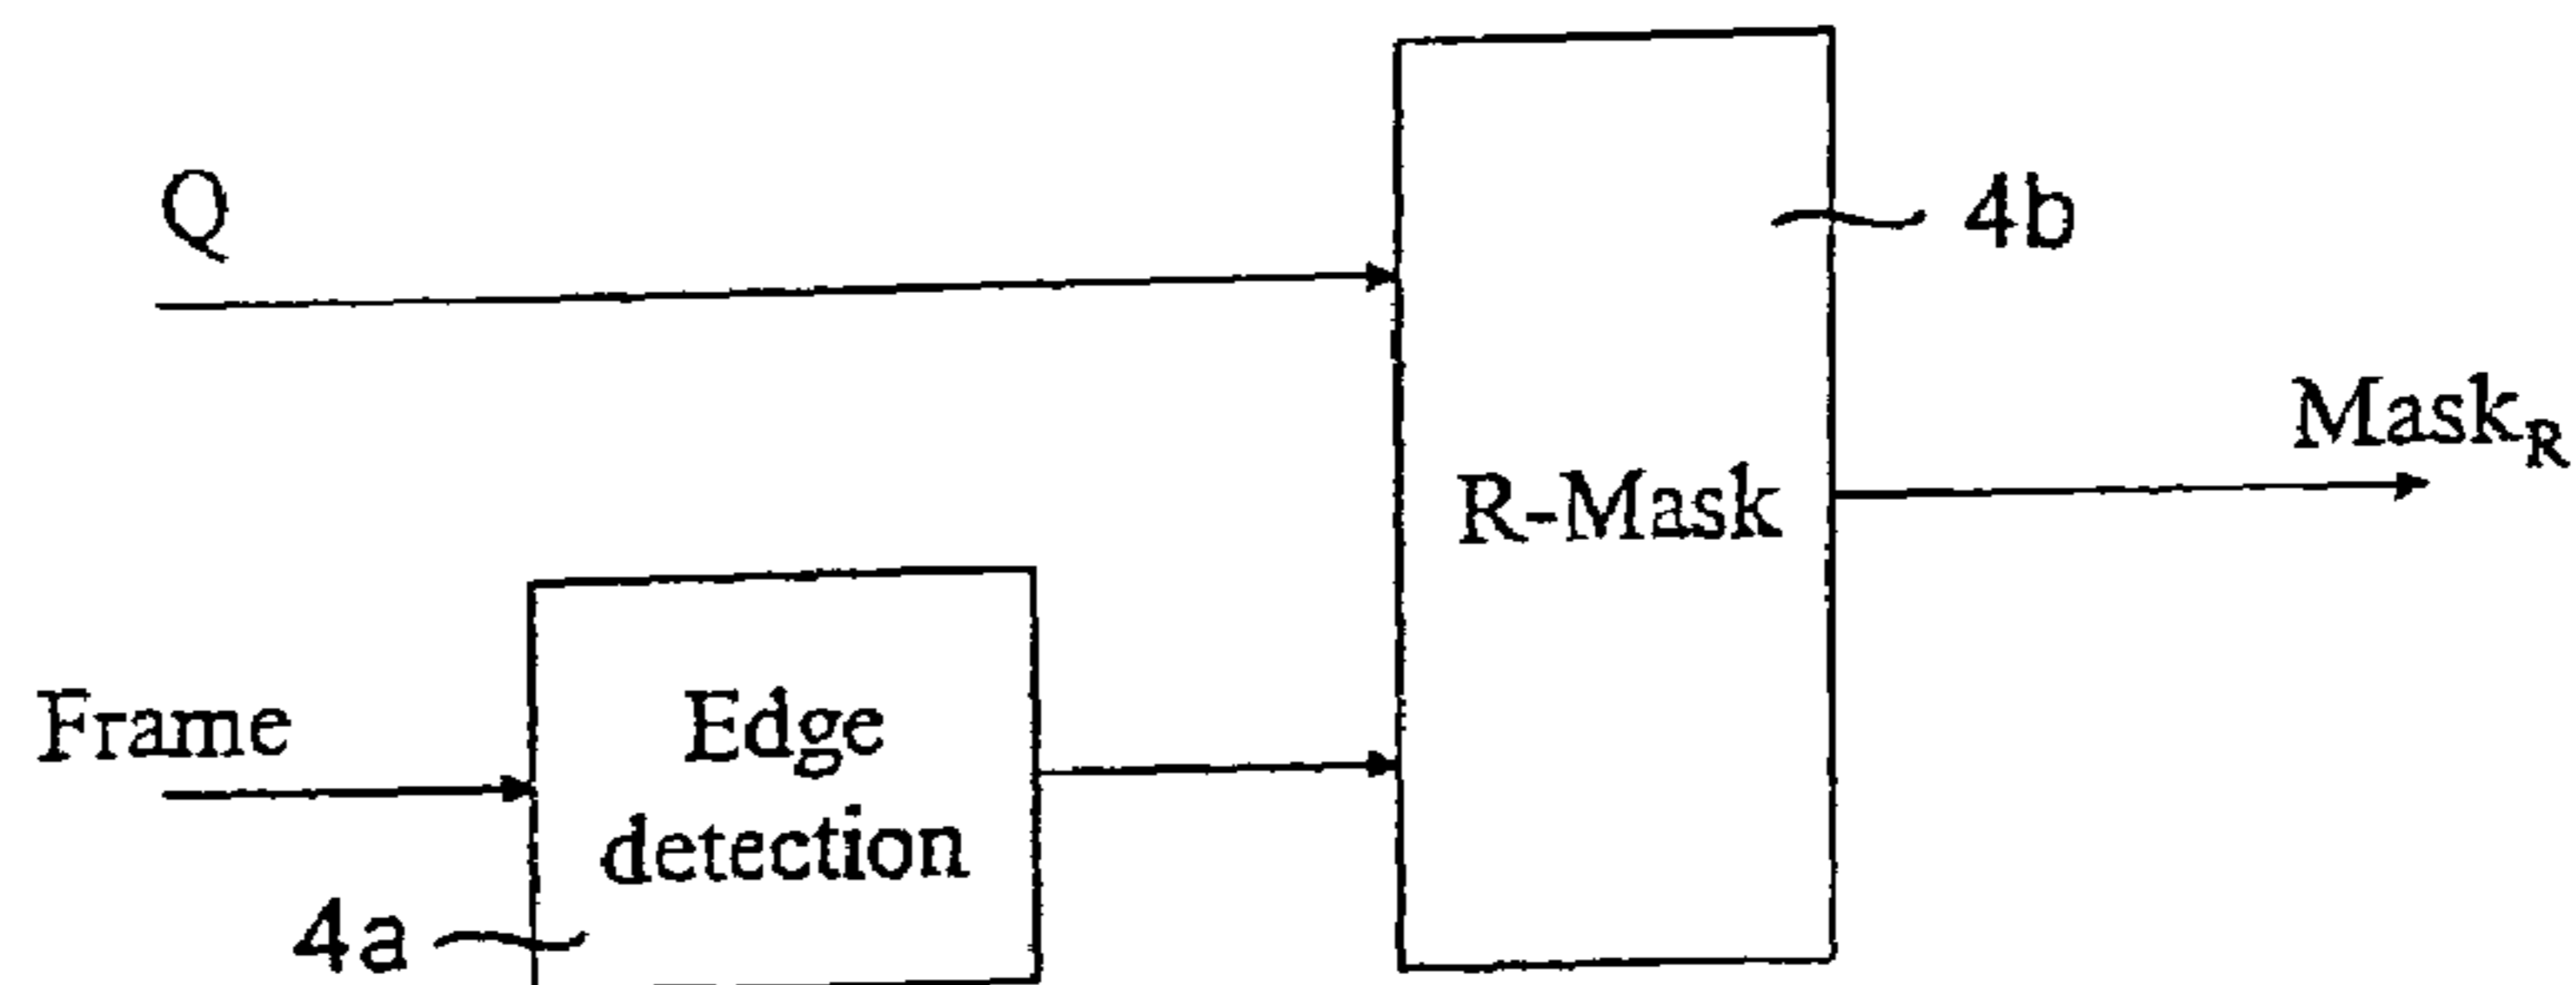 Q
4b
Mask_R
R-Mask
Frame
Edge
detection
4a